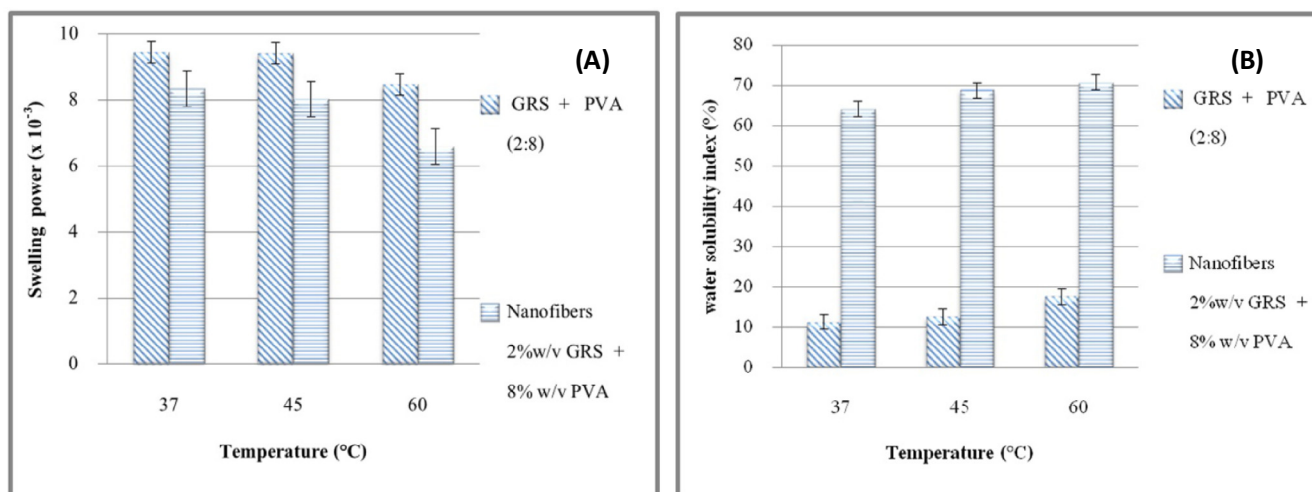 (A)
Swelling power (x 10⁻³)
10
8
6
4
2
0
37 45 60
Temperature (°C)
GRS + PVA
(2:8)
Nanofibers
2%w/v GRS +
8% w/v PVA
(B)
water solubility index (%)
80
70
60
50
40
30
20
10
0
37 45 60
Temperature (°C)
GRS + PVA
(2:8)
Nanofibers
2%w/v GRS +
8% w/v PVA